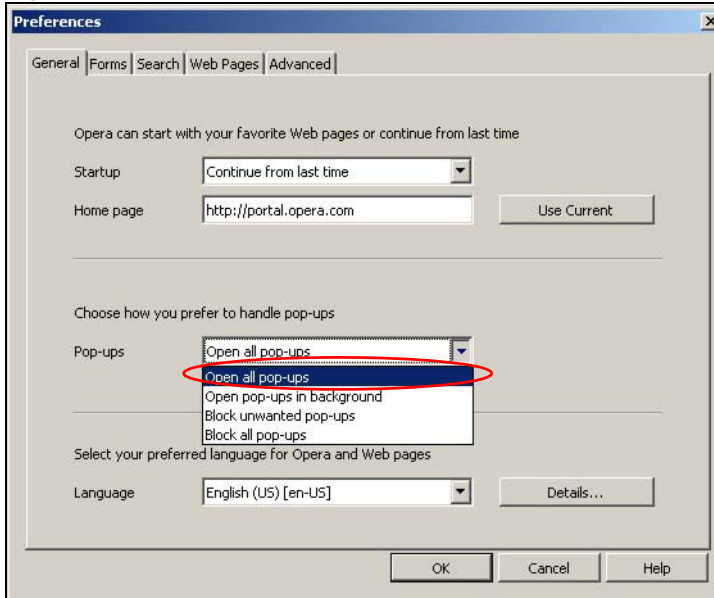 Preferences
General Forms Search Web Pages Advanced
Opera can start with your favorite Web pages or continue from last time
Startup Continue from last time
Home page http://portal.opera.com Use Current
Choose how you prefer to handle pop-ups
Pop-ups Open all pop-ups
Open all pop-ups
Open pop-ups in background
Block unwanted pop-ups
Block all pop-ups
Select your preferred language for Opera and Web pages
Language English (US) [en-US] Details...
OK Cancel Help